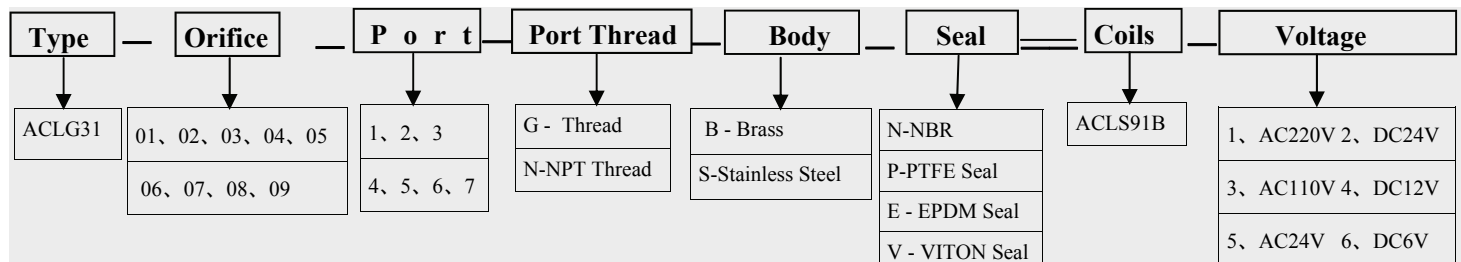 Type — Orifice — P o r t — Port Thread — Body — Seal — Coils — Voltage
ACLG31
01、02、03、04、05
06、07、08、09
1、2、3
4、5、6、7
G - Thread
N-NPT Thread
B - Brass
S-Stainless Steel
N-NBR
P-PTFE Seal
E - EPDM Seal
V - VITON Seal
ACLS91B
1、AC220V 2、DC24V
3、AC110V 4、DC12V
5、AC24V 6、DC6V